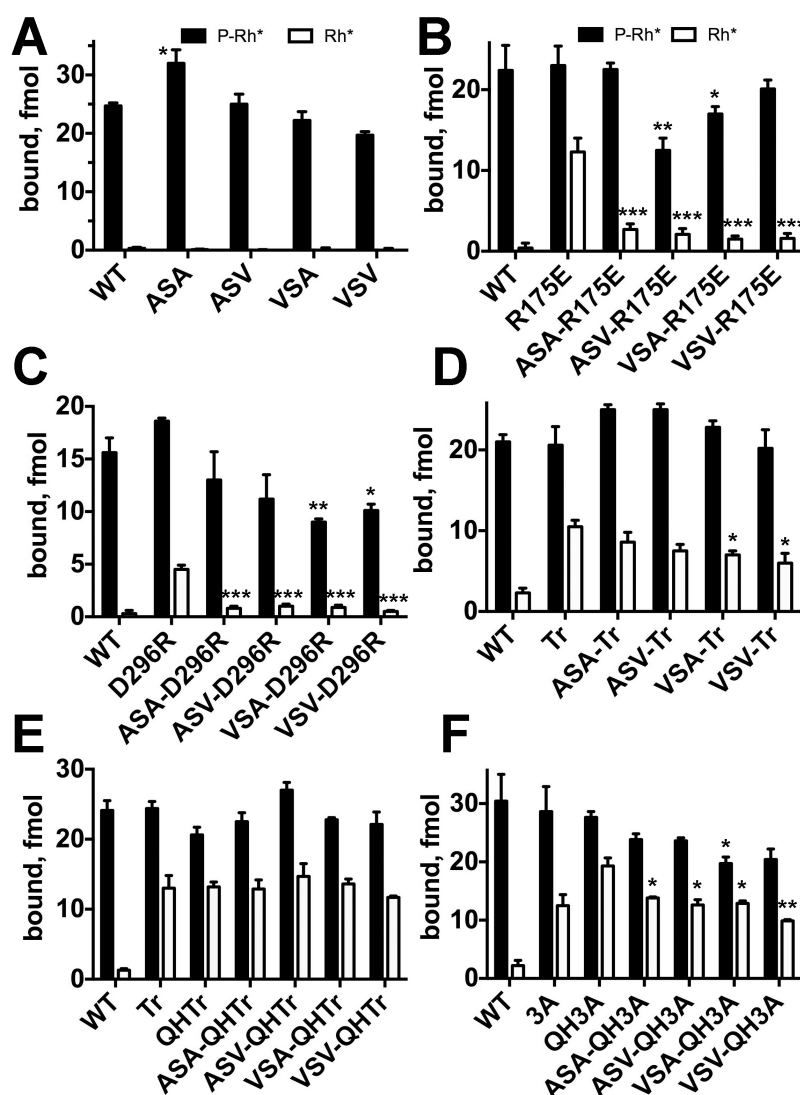 A
P-Rh* Rh*
bound, fmol
30
20
10
0
*
WT ASA ASV VSA VSV
B
P-Rh* Rh*
bound, fmol
20
10
0
** *
*** *** *** ***
WT R175E ASA-R175E ASV-R175E VSA-R175E VSV-R175E
C
bound, fmol
20
15
10
5
0
** *
*** *** *** ***
WT D296R ASA-D296R ASV-D296R VSA-D296R VSV-D296R
D
bound, fmol
20
10
0
* *
WT Tr ASA-Tr ASV-Tr VSA-Tr VSV-Tr
E
bound, fmol
30
20
10
0
WT Tr QHTr ASA-QHTr ASV-QHTr VSA-QHTr VSV-QHTr
F
bound, fmol
30
20
10
0
*
* * * **
WT 3A QH3A ASA-QH3A ASV-QH3A VSA-QH3A VSV-QH3A